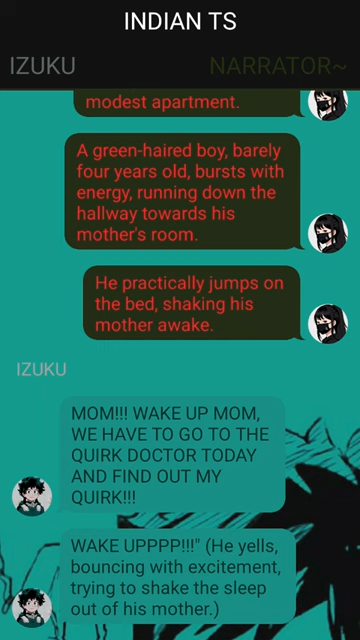 INDIAN TS
IZUKU
NARRATOR~
modest apartment.
A green-haired boy, barely
four years old, bursts with
energy, running down the
hallway towards his
mother's room.
He practically jumps on
the bed, shaking his
mother awake.
IZUKU
MOM!!! WAKE UP MOM,
WE HAVE TO GO TO THE
QUIRK DOCTOR TODAY
AND FIND OUT MY
QUIRK!!!
WAKE UPPPP!!!" (He yells,
bouncing with excitement,
trying to shake the sleep
out of his mother.)